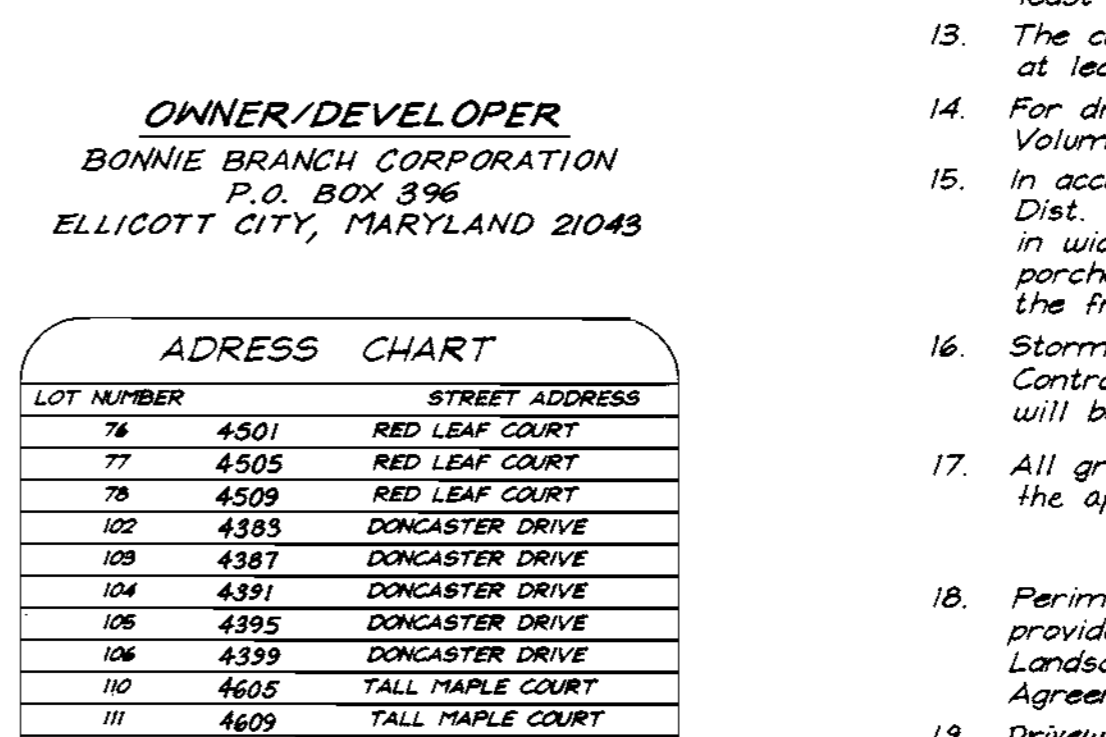 OWNER/DEVELOPER
BONNIE BRANCH CORPORATION
P.O. BOX 396
ELLICOTT CITY, MARYLAND 21043
ADRESS CHART
LOT NUMBER STREET ADDRESS
76 4501 RED LEAF COURT
77 4505 RED LEAF COURT
78 4509 RED LEAF COURT
102 4383 DONCASTER DRIVE
103 4387 DONCASTER DRIVE
104 4391 DONCASTER DRIVE
105 4395 DONCASTER DRIVE
106 4399 DONCASTER DRIVE
110 4605 TALL MAPLE COURT
111 4609 TALL MAPLE COURT
least
13. The
at
14. For
15. In
Dist.
in
the
16.
will
17. All
the
18.
19.